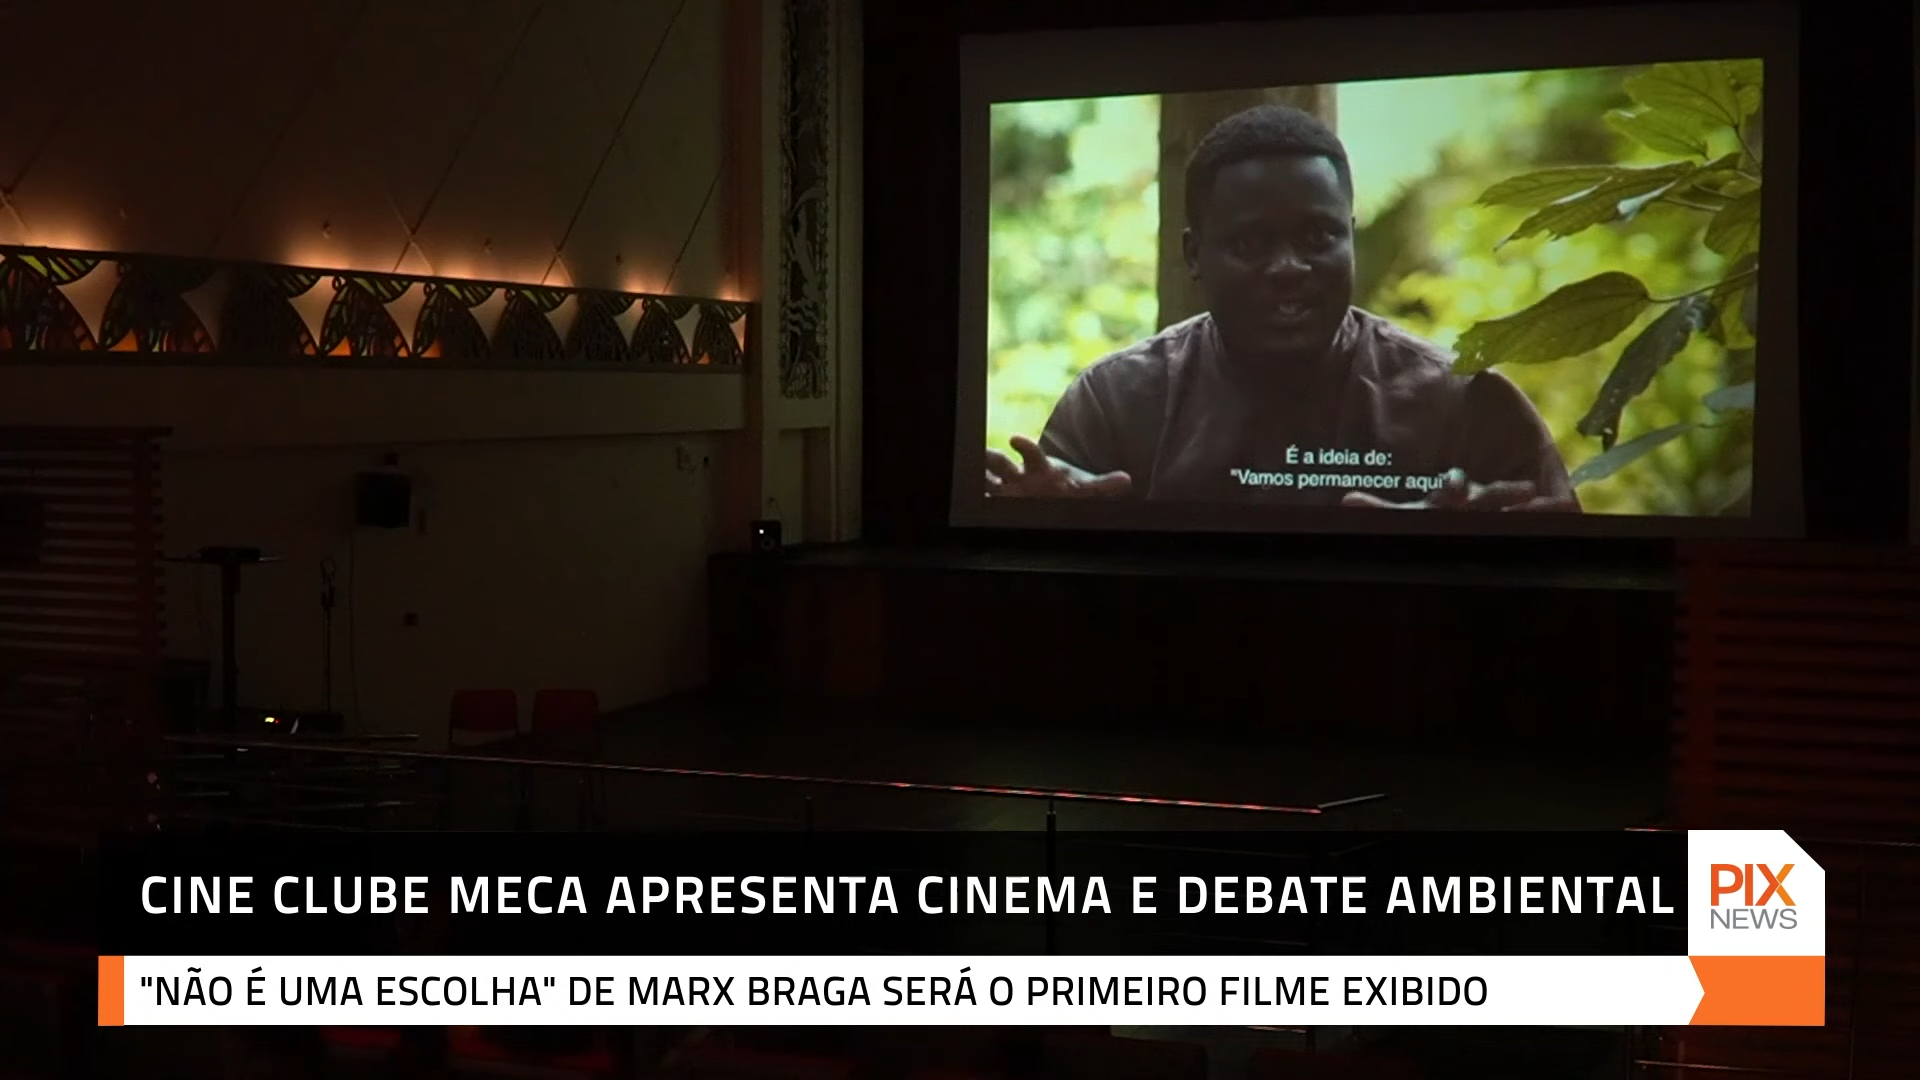 É a ideia de:
"Vamos permanecer aqui"
CINE CLUBE MECA APRESENTA CINEMA E DEBATE AMBIENTAL
PIX
NEWS
"NÃO É UMA ESCOLHA" DE MARX BRAGA SERÁ O PRIMEIRO FILME EXIBIDO